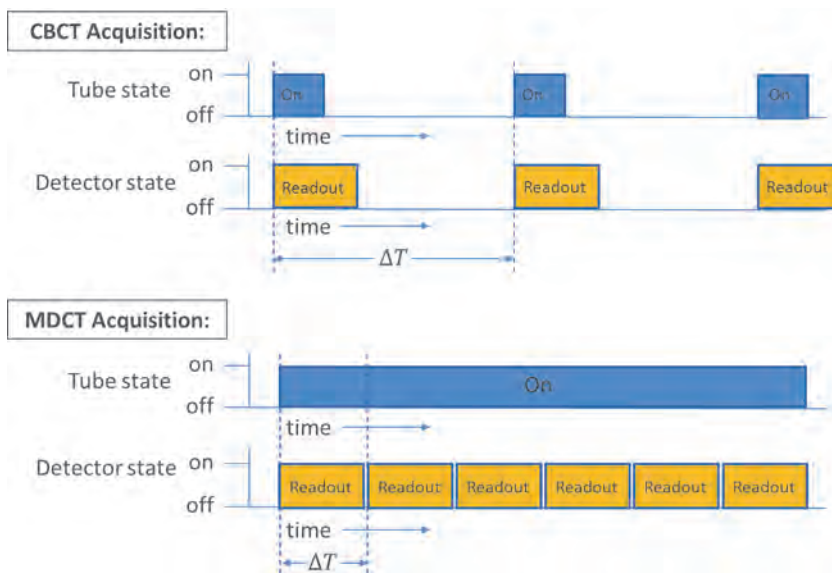 CBCT Acquisition:
on
Tube state
On
On
On
off
time
on
Detector state
Readout
Readout
Readout
off
time
ΔT
MDCT Acquisition:
on
Tube state
On
off
time
on
Detector state
Readout
Readout
Readout
Readout
Readout
Readout
off
time
ΔT